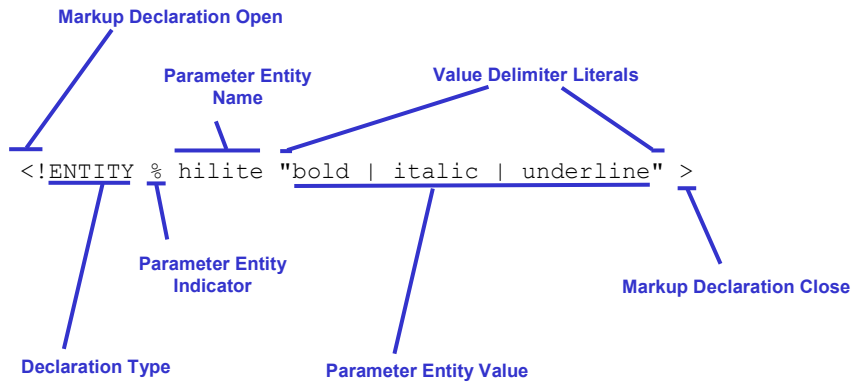 Markup Declaration Open
Parameter Entity
Name
Value Delimiter Literals
<!ENTITY % hilite "bold | italic | underline" >
Parameter Entity
Indicator
Markup Declaration Close
Declaration Type
Parameter Entity Value